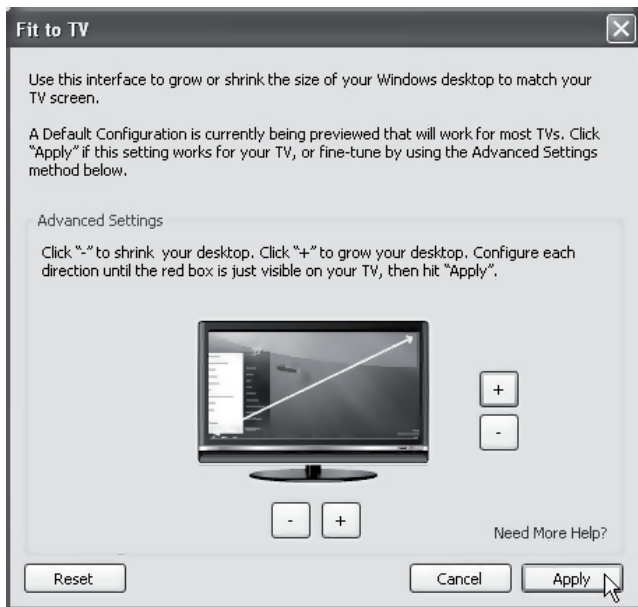 Fit to TV
Use this interface to grow or shrink the size of your Windows desktop to match your
TV screen.
A Default Configuration is currently being previewed that will work for most TVs. Click
"Apply" if this setting works for your TV, or fine-tune by using the Advanced Settings
method below.
Advanced Settings
Click "-" to shrink your desktop. Click "+" to grow your desktop. Configure each
direction until the red box is just visible on your TV, then hit "Apply".
+
-
- +
Need More Help?
Reset Cancel Apply